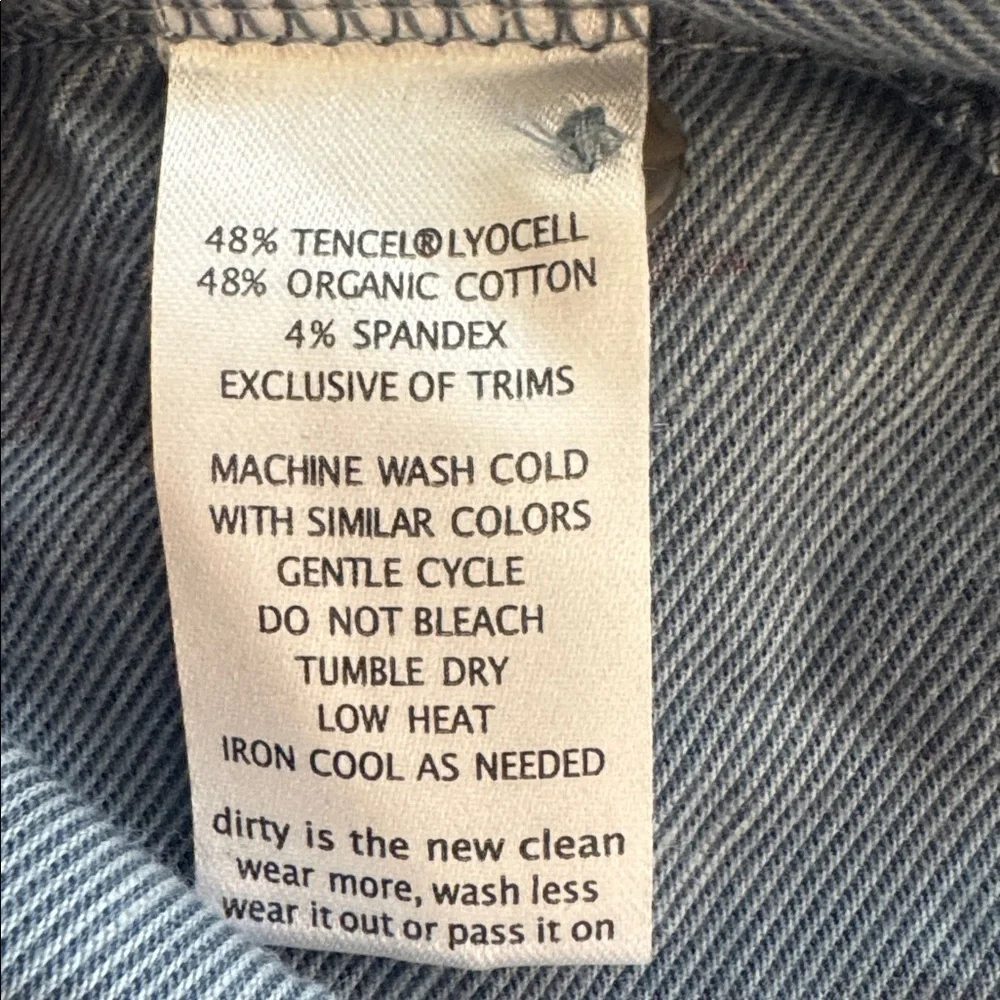 48% TENCEL®LYOCELL
48% ORGANIC COTTON
4% SPANDEX
EXCLUSIVE OF TRIMS
MACHINE WASH COLD
WITH SIMILAR COLORS
GENTLE CYCLE
DO NOT BLEACH
TUMBLE DRY
LOW HEAT
IRON COOL AS NEEDED
dirty is the new clean
wear more, wash less
wear it out or pass it on